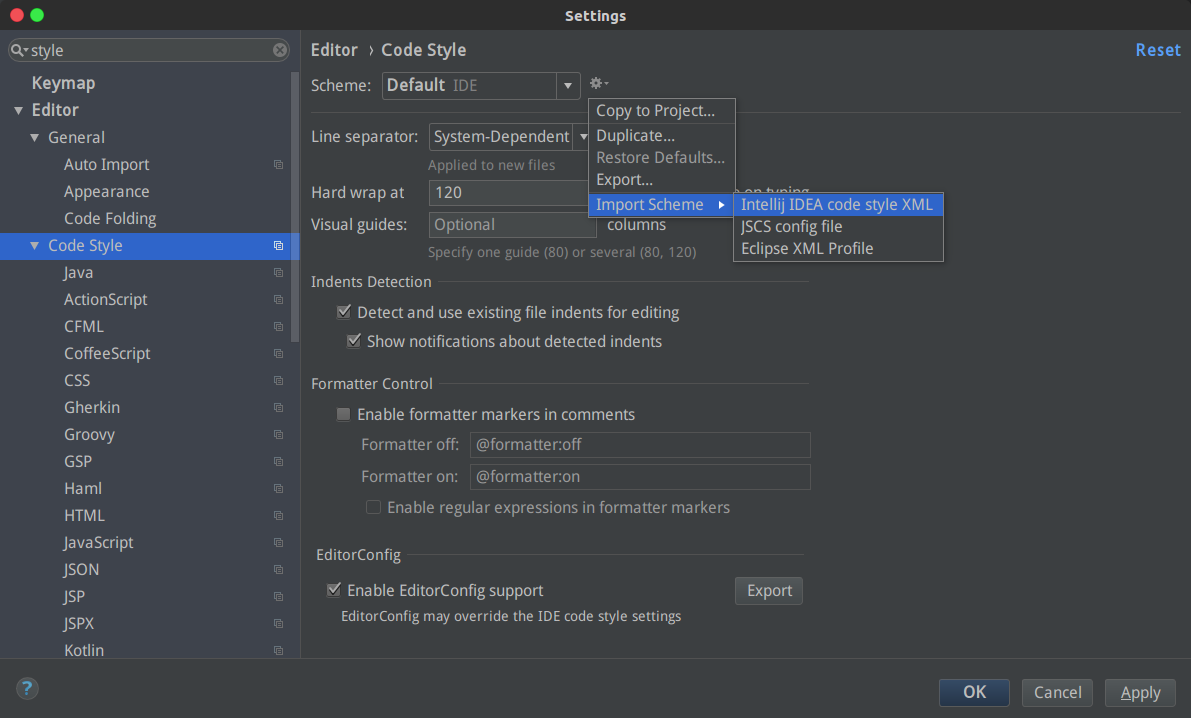 Settings
style
Keymap
Editor
General
Auto Import
Appearance
Code Folding
Code Style
Java
ActionScript
CFML
CoffeeScript
CSS
Gherkin
Groovy
GSP
Haml
HTML
JavaScript
JSON
JSP
JSPX
Kotlin
Editor › Code Style
Reset
Scheme: Default IDE
Copy to Project...
Duplicate...
Restore Defaults...
Export...
Import Scheme
Intellij IDEA code style XML
JSCS config file
Eclipse XML Profile
Line separator: System-Dependent
Applied to new files
Hard wrap at 120
on typing
Visual guides: Optional columns
Specify one guide (80) or several (80, 120)
Indents Detection
Detect and use existing file indents for editing
Show notifications about detected indents
Formatter Control
Enable formatter markers in comments
Formatter off: @formatter:off
Formatter on: @formatter:on
Enable regular expressions in formatter markers
EditorConfig
Enable EditorConfig support Export
EditorConfig may override the IDE code style settings
? OK Cancel Apply